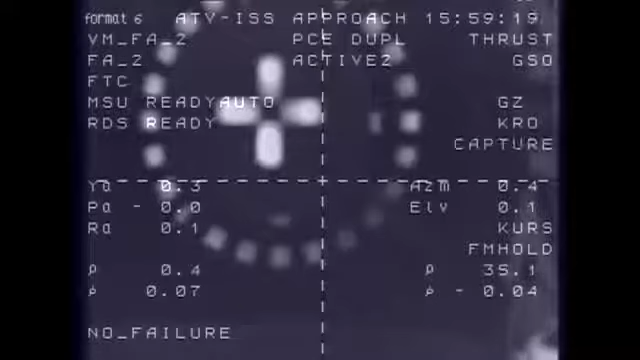 format 6 ATV-ISS APPROACH 15:59:19
VM_FA_2 PCE DUPL THRUST
FA_2 ACTIVE2 GSO
FTC
MSU READY AUTO GZ
RDS READY KRO
CAPTURE
Ya 0.3 Azm 0.4
Pa - 0.0 Elv 0.1
Ra 0.1 KURS
FMHOLD
ρ 0.4 ρ 35.1
ρ̇ 0.07 ρ̇ - 0.04
NO_FAILURE